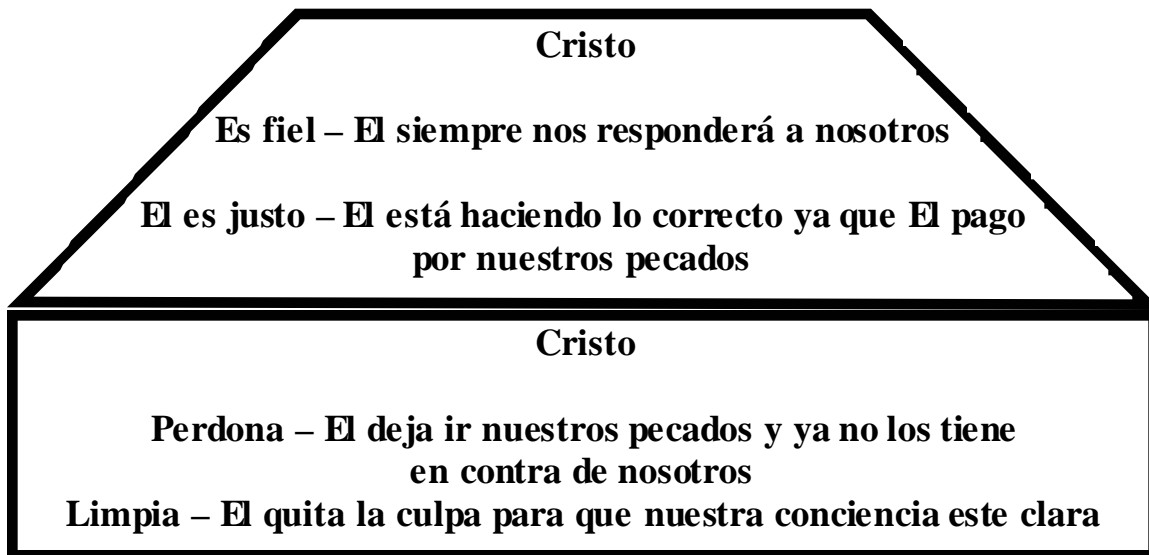 Cristo
Es fiel – El siempre nos responderá a nosotros
El es justo – El está haciendo lo correcto ya que El pago
por nuestros pecados
Cristo
Perdona – El deja ir nuestros pecados y ya no los tiene
en contra de nosotros
Limpia – El quita la culpa para que nuestra conciencia este clara